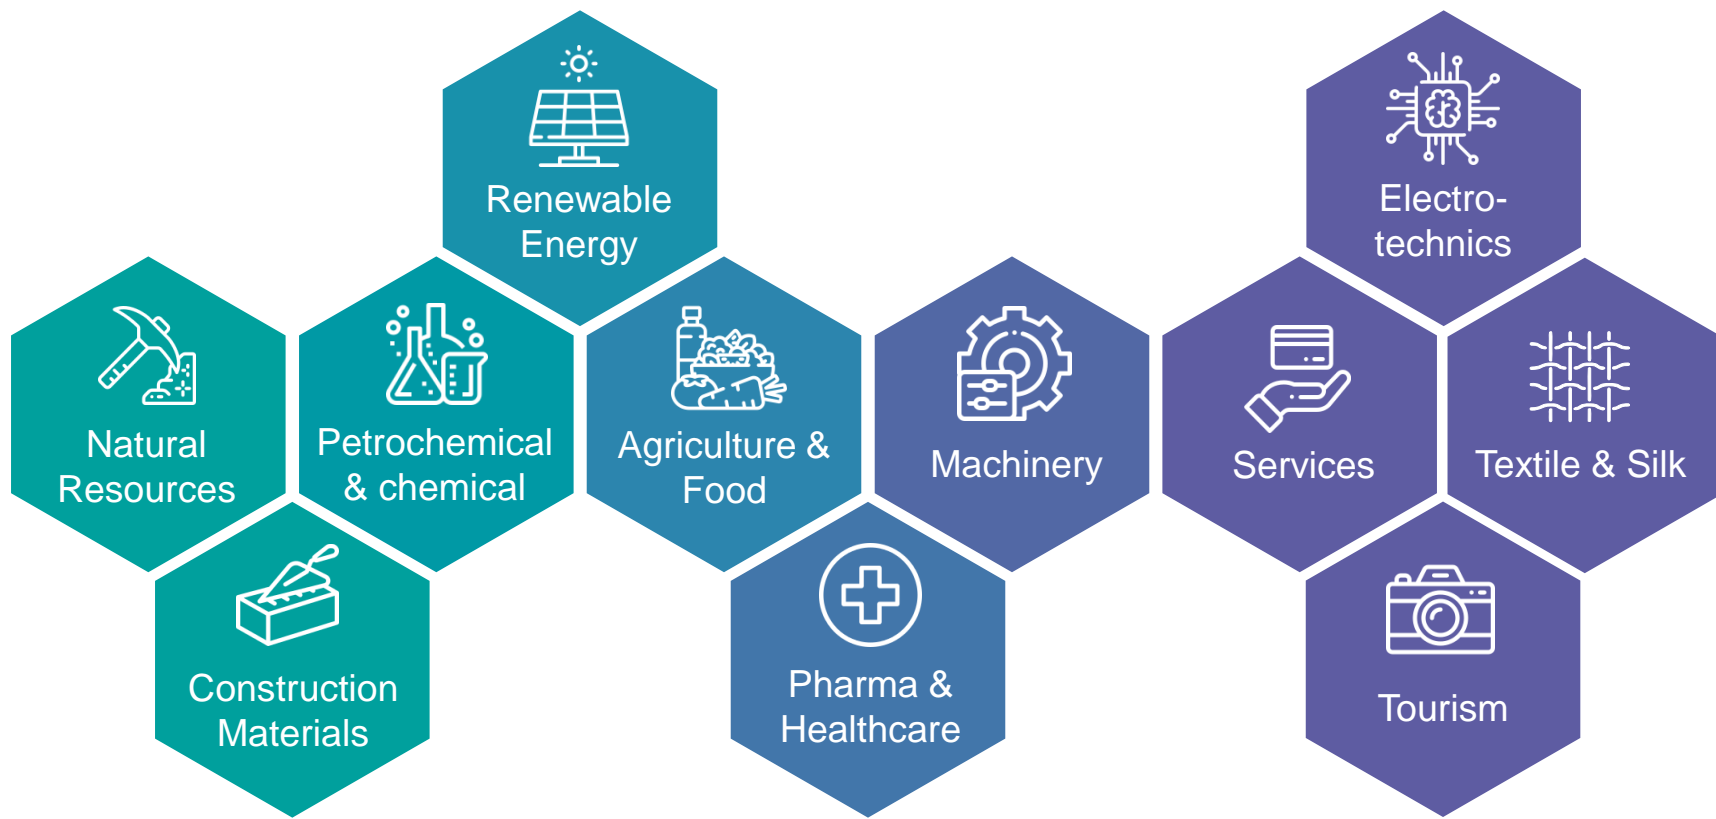 Renewable
Energy
Electro-
technics
Natural
Resources
Petrochemical
& chemical
Agriculture &
Food
Machinery
Services
Textile & Silk
Construction
Materials
Pharma &
Healthcare
Tourism